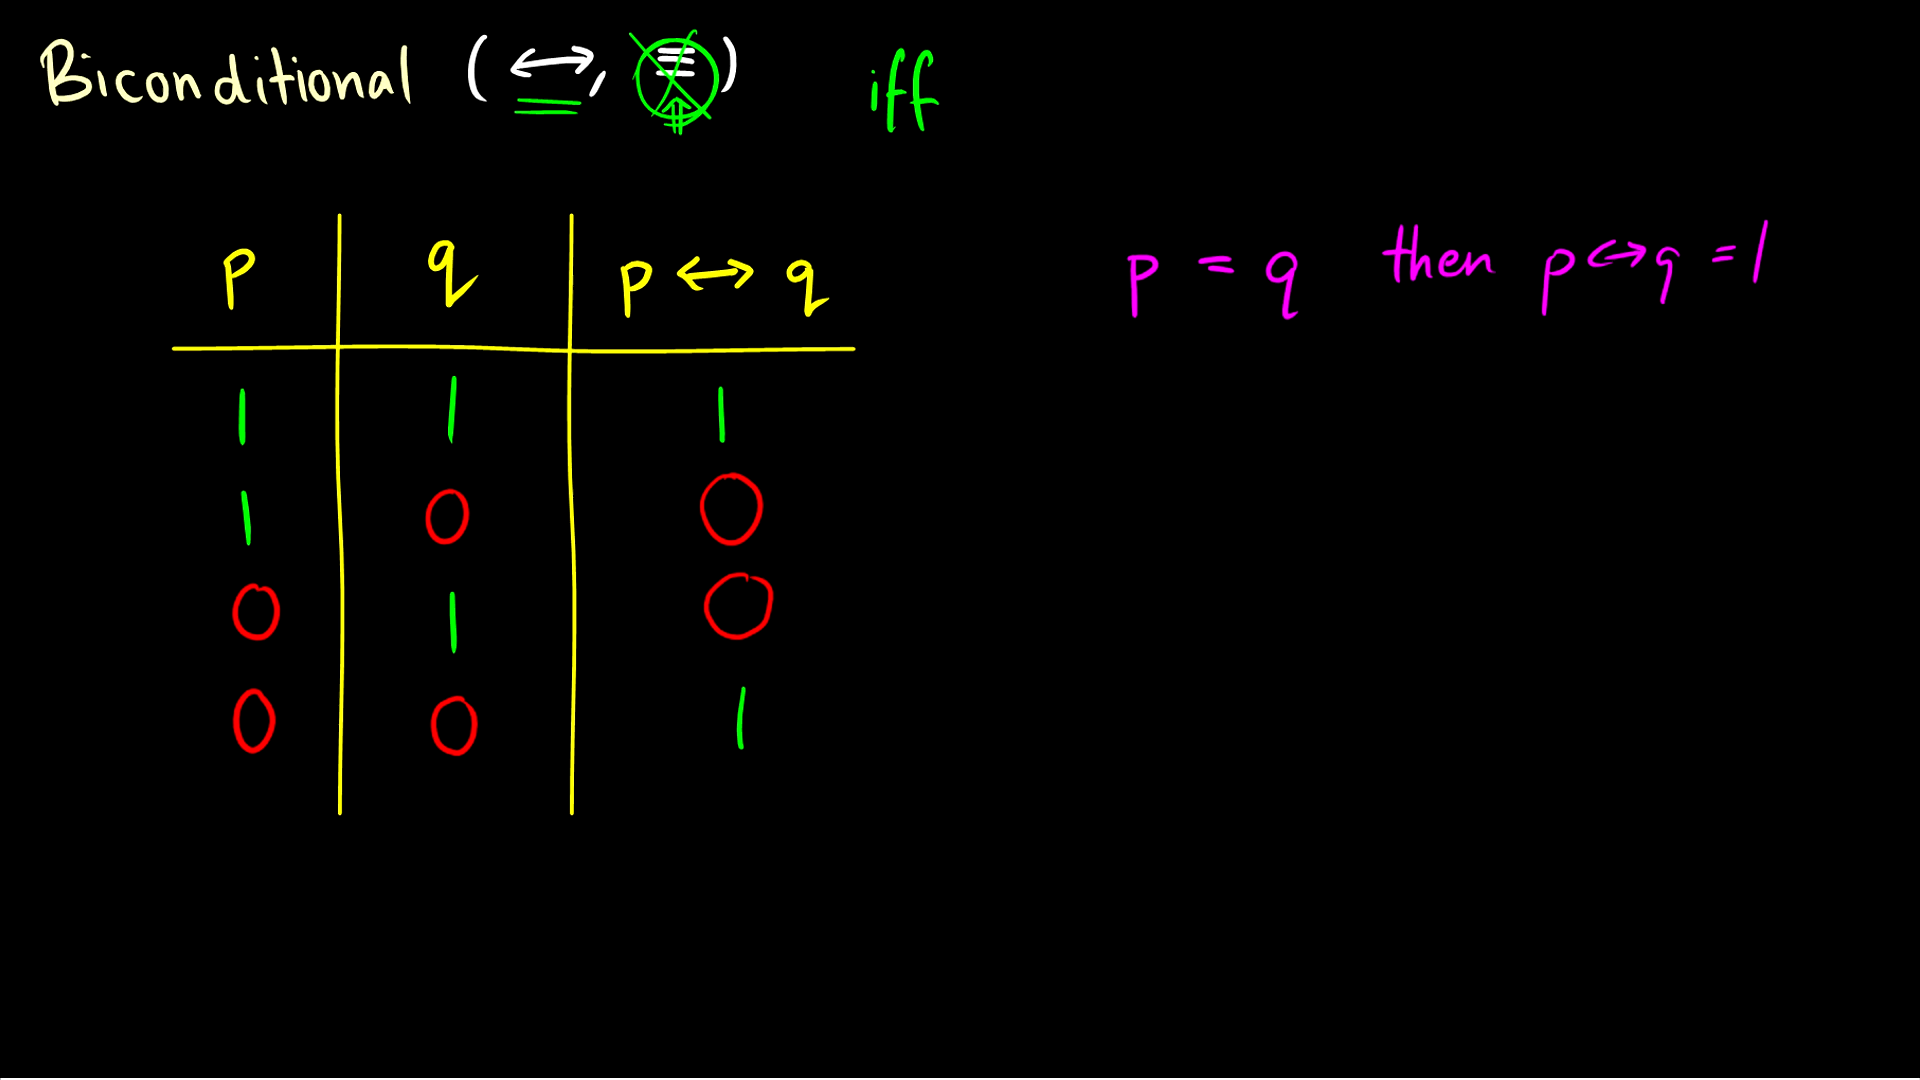 Biconditional (↔, ≡) iff
p q p ↔ q
1 1 1
1 0 0
0 1 0
0 0 1
p = q then p ↔ q = 1